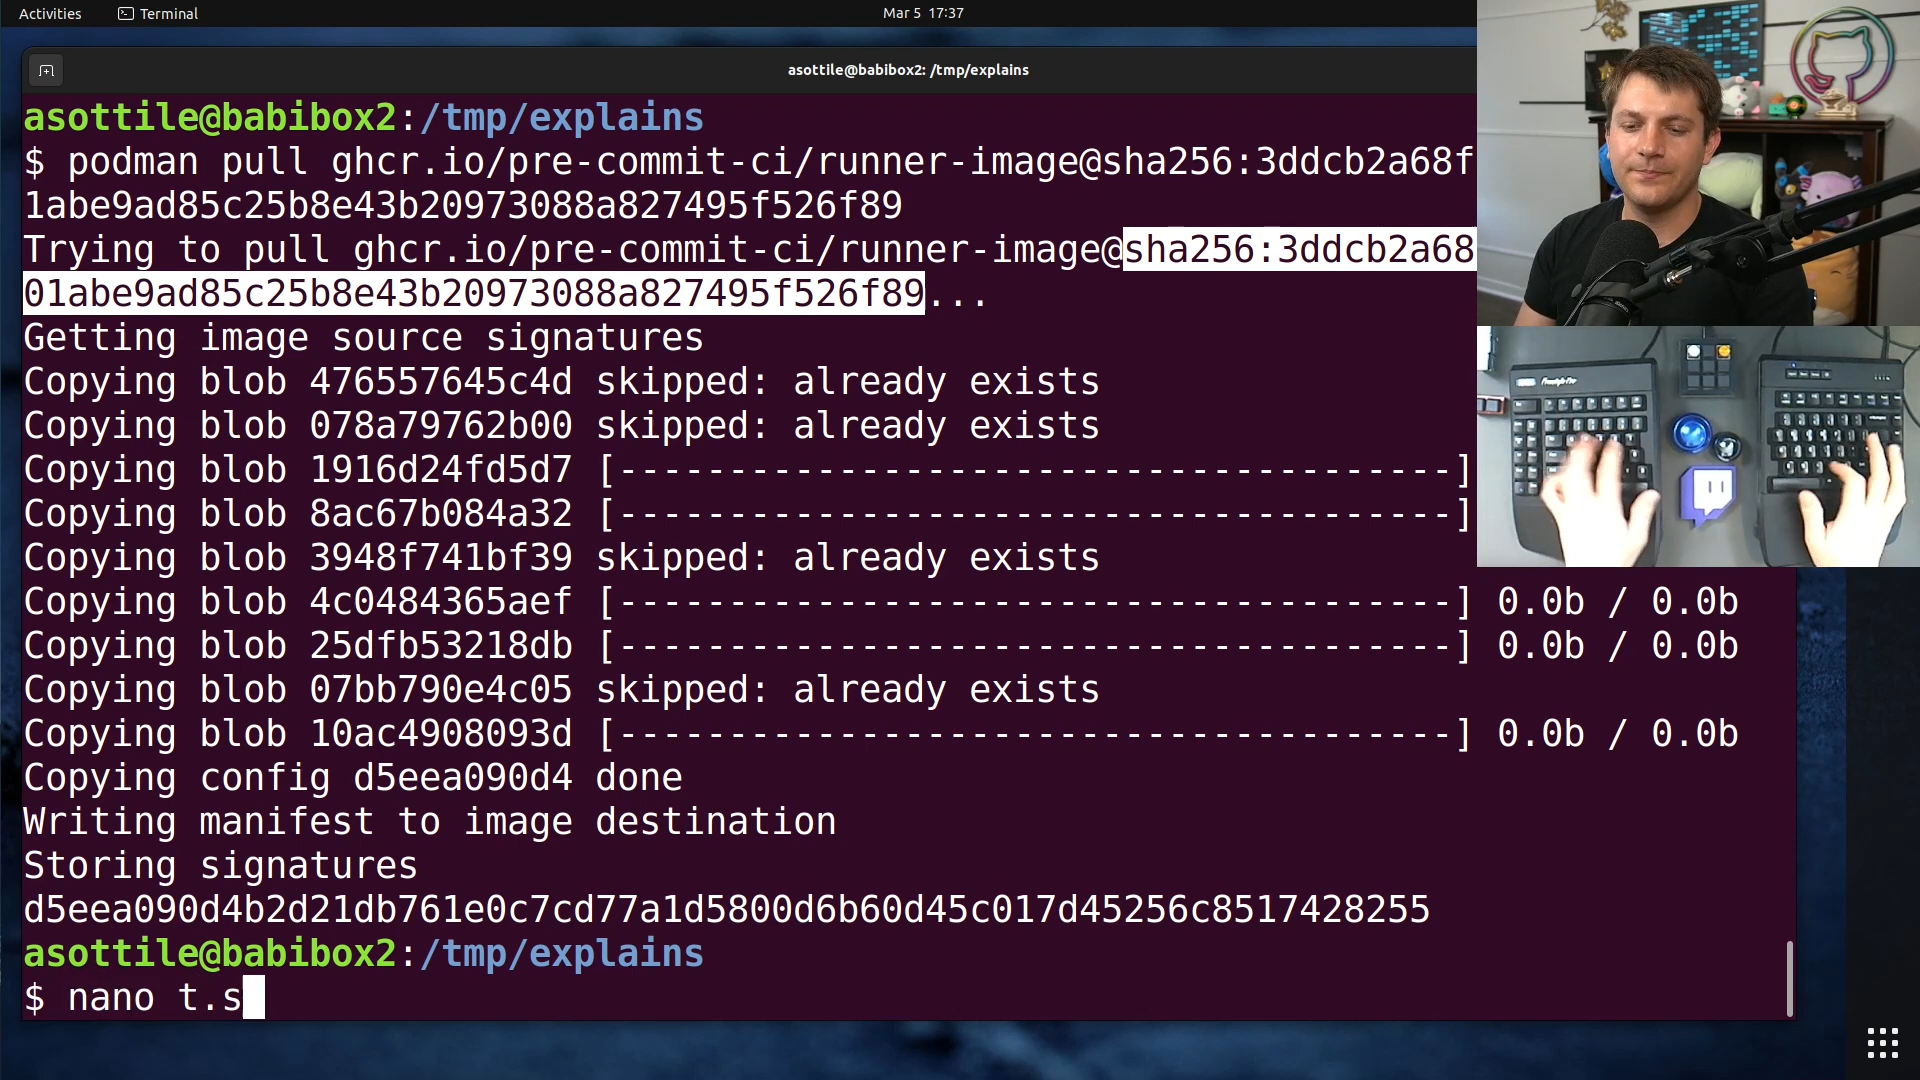 Activities Terminal Mar 5 17:37
asottile@babibox2: /tmp/explains
asottile@babibox2:/tmp/explains
$ podman pull ghcr.io/pre-commit-ci/runner-image@sha256:3ddcb2a68f
1abe9ad85c25b8e43b20973088a827495f526f89
Trying to pull ghcr.io/pre-commit-ci/runner-image@sha256:3ddcb2a68
01abe9ad85c25b8e43b20973088a827495f526f89...
Getting image source signatures
Copying blob 476557645c4d skipped: already exists
Copying blob 078a79762b00 skipped: already exists
Copying blob 1916d24fd5d7 [--------------------------------------]
Copying blob 8ac67b084a32 [--------------------------------------]
Copying blob 3948f741bf39 skipped: already exists
Copying blob 4c0484365aef [--------------------------------------] 0.0b / 0.0b
Copying blob 25dfb53218db [--------------------------------------] 0.0b / 0.0b
Copying blob 07bb790e4c05 skipped: already exists
Copying blob 10ac4908093d [--------------------------------------] 0.0b / 0.0b
Copying config d5eea090d4 done
Writing manifest to image destination
Storing signatures
d5eea090d4b2d21db761e0c7cd77a1d5800d6b60d45c017d45256c8517428255
asottile@babibox2:/tmp/explains
$ nano t.s